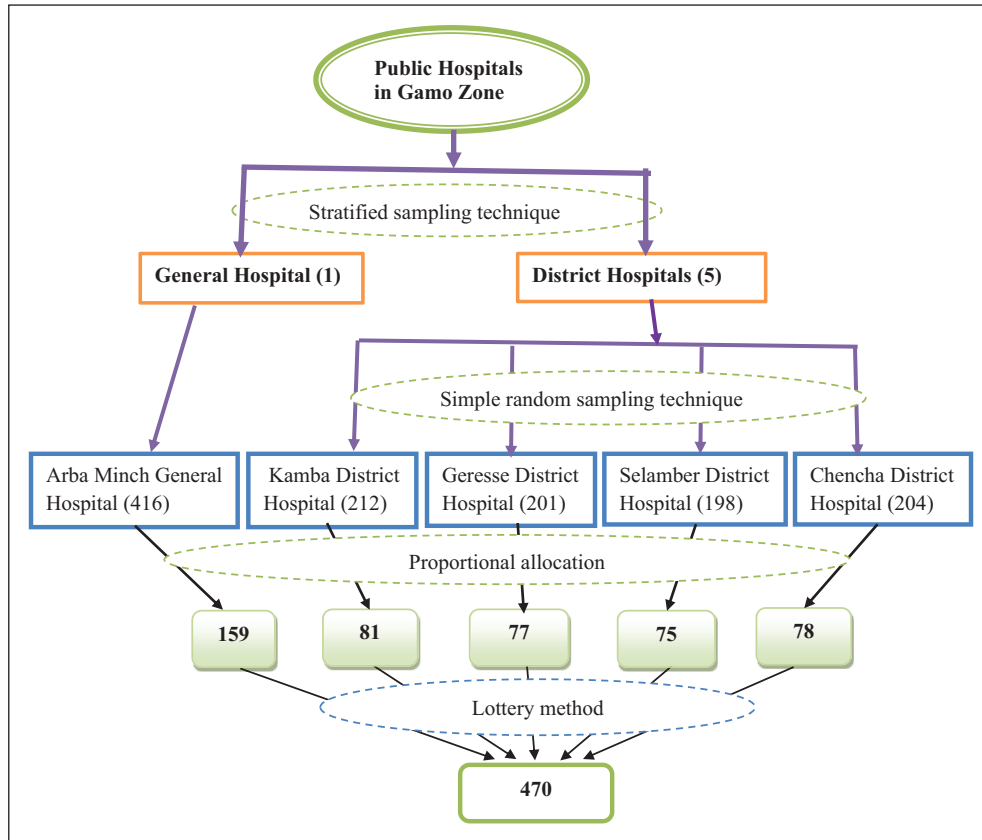 Public Hospitals
in Gamo Zone
Stratified sampling technique
General Hospital (1)
District Hospitals (5)
Simple random sampling technique
Arba Minch General
Hospital (416)
Kamba District
Hospital (212)
Geresse District
Hospital (201)
Selamber District
Hospital (198)
Chencha District
Hospital (204)
Proportional allocation
159
81
77
75
78
Lottery method
470